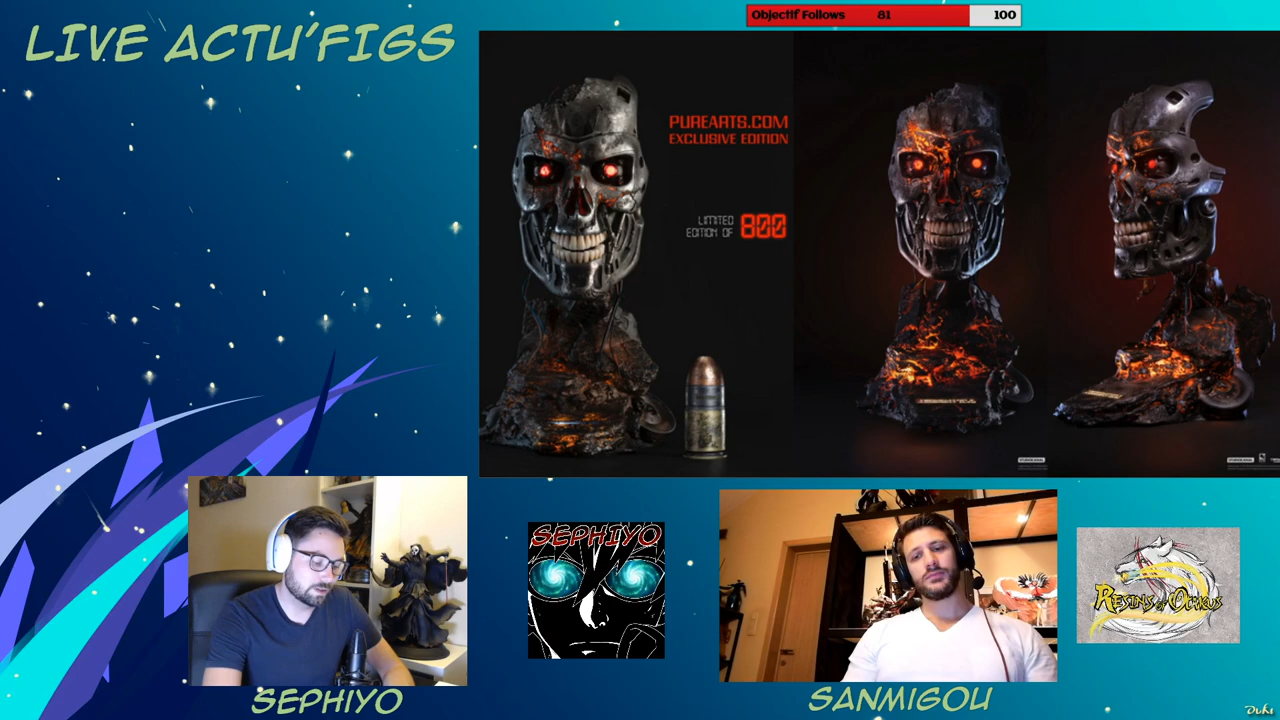 LIVE ACTU'FIGS
Objectif Follows 81 100
PUREARTS.COM
EXCLUSIVE EDITION
LIMITED
EDITION OF 800
SEPHIYO
RESINS of OTAKUS
SEPHIYO
SANMIGOU